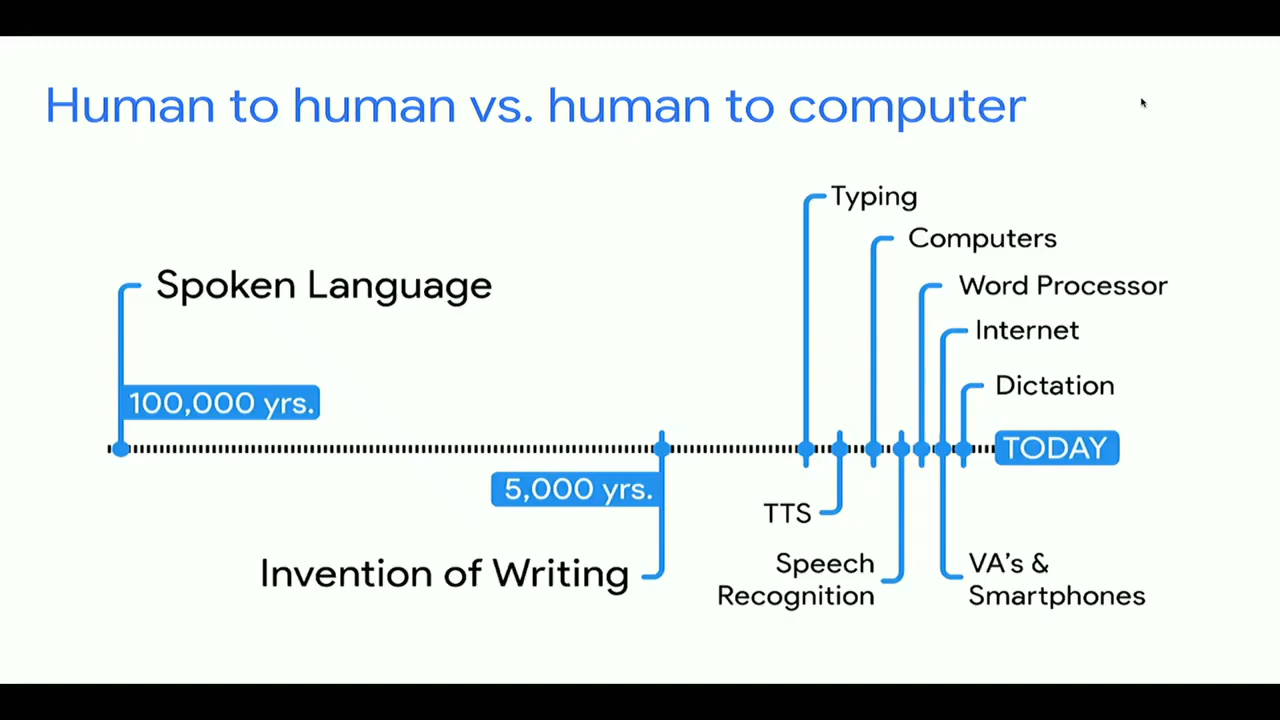 Human to human vs. human to computer
Typing
Computers
Spoken Language
Word Processor
Internet
Dictation
100,000 yrs.
TODAY
5,000 yrs.
TTS
Invention of Writing
Speech
Recognition
VA's &
Smartphones